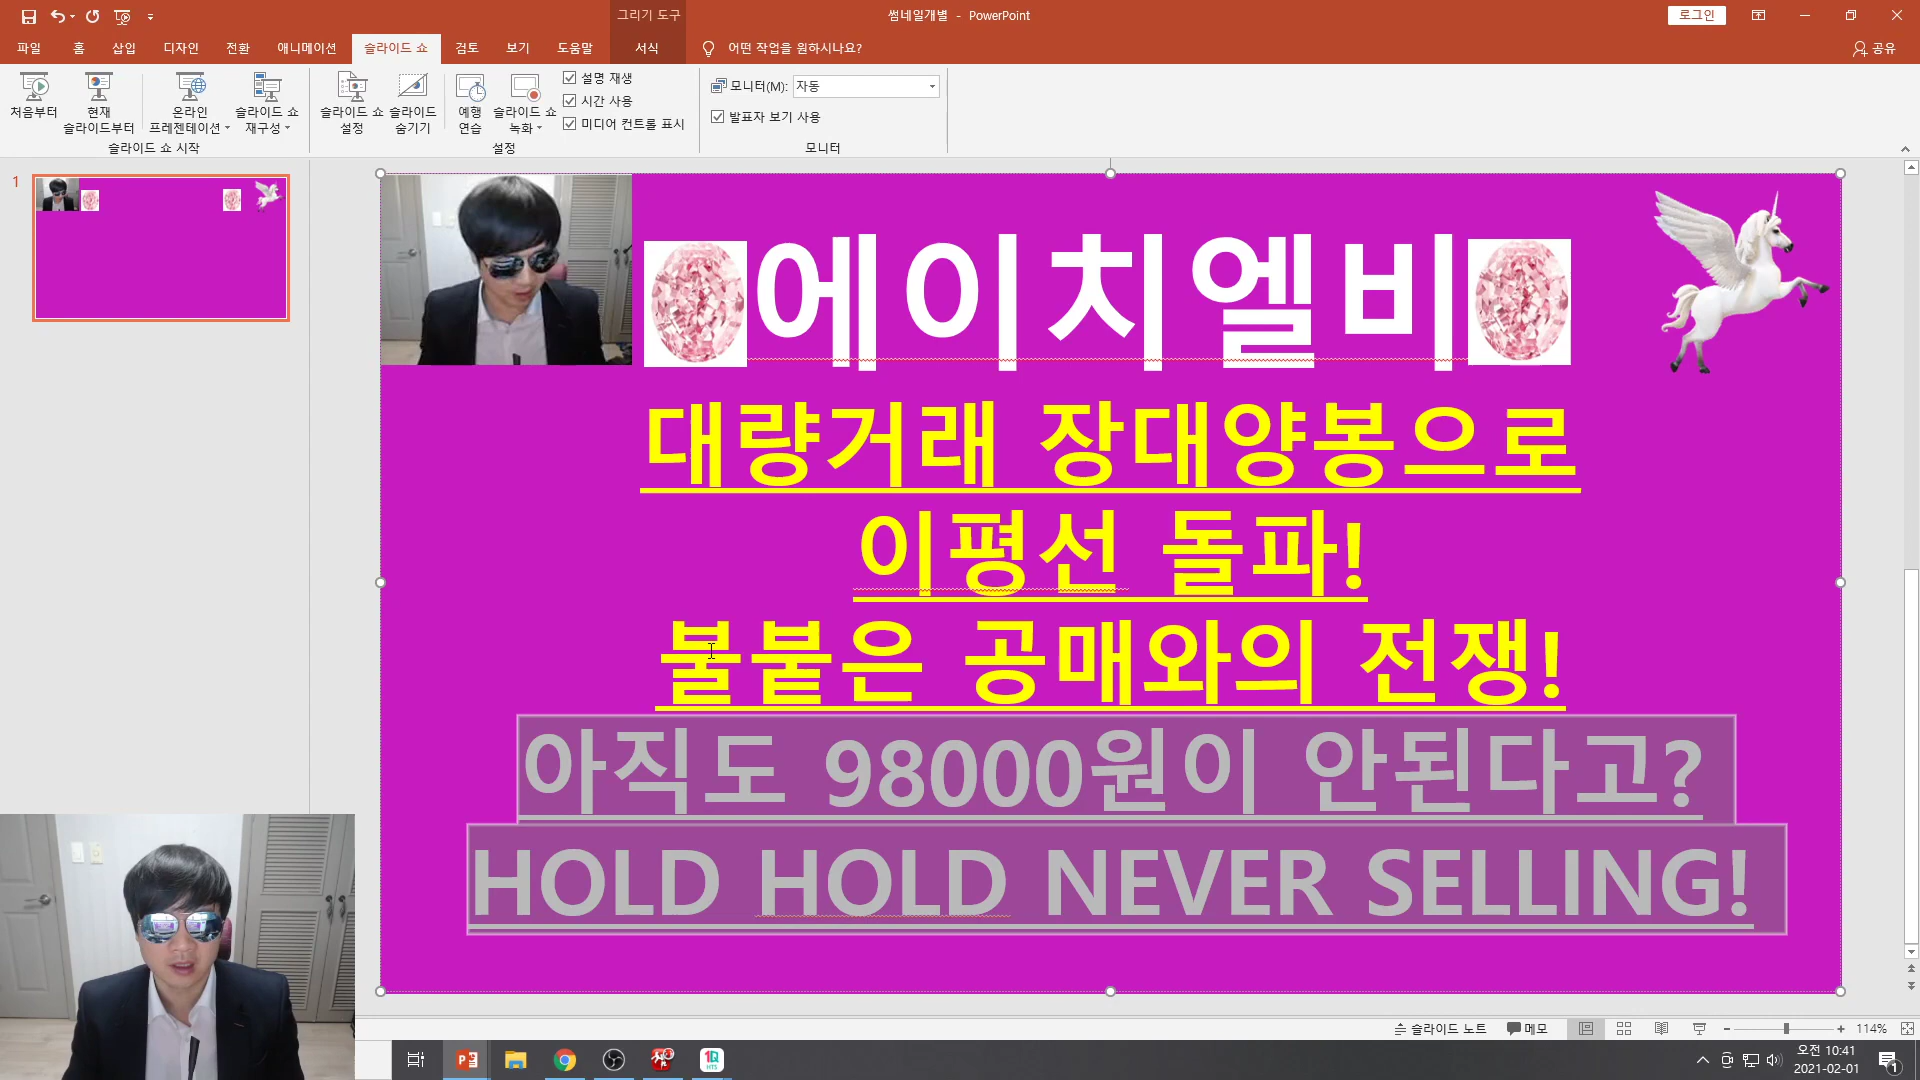 그리기 도구
썸네일개별 - PowerPoint
로그인
파일 홈 삽입 디자인 전환 애니메이션 슬라이드 쇼 검토 보기 도움말 서식 어떤 작업을 원하시나요? 공유
처음부터
현재
슬라이드부터
온라인
프레젠테이션
슬라이드 쇼
재구성
슬라이드 쇼 시작
슬라이드 쇼
설정
슬라이드
숨기기
예행
연습
슬라이드 쇼
녹화
설명 재생
시간 사용
미디어 컨트롤 표시
설정
모니터(M): 자동
발표자 보기 사용
모니터
1
에이치엘비
대량거래 장대양봉으로
이평선 돌파!
불붙은 공매와의 전쟁!
아직도 98000원이 안된다고?
HOLD HOLD NEVER SELLING!
슬라이드 노트 메모 114%
1Q
HTS
오전 10:41
2021-02-01
1